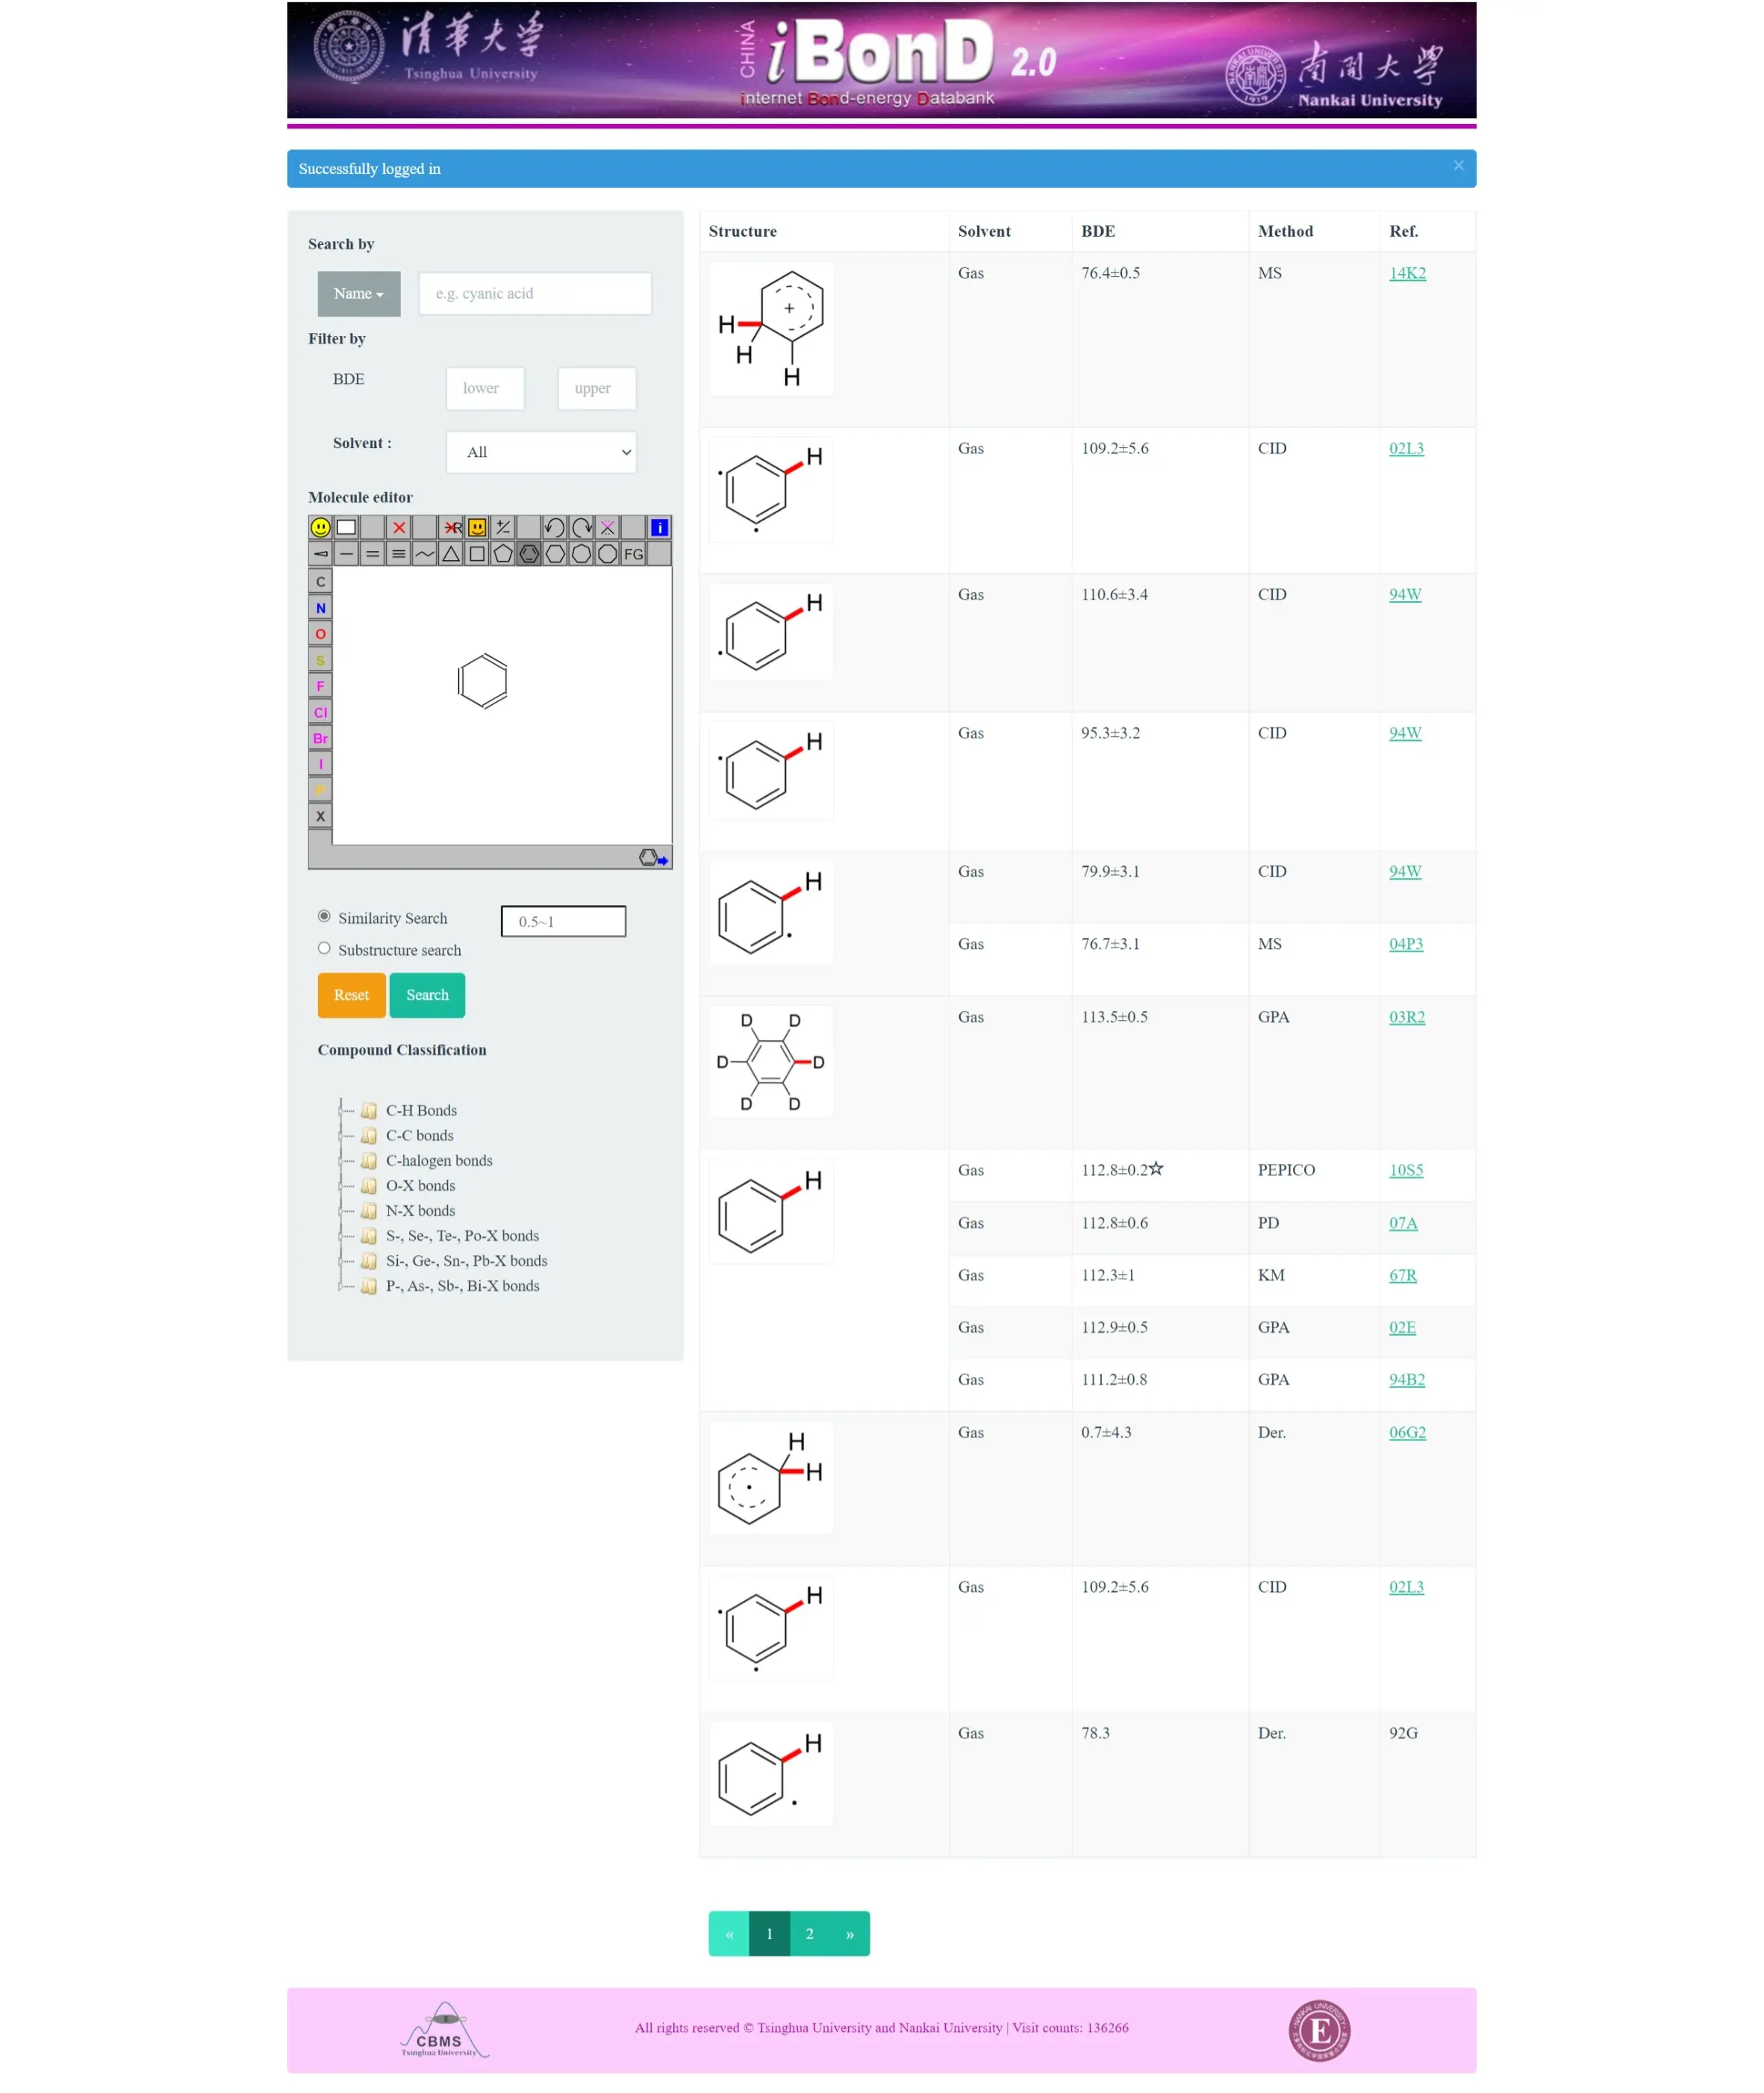 清華大学
Tsinghua University
CHINA
iBonD 2.0
internet Bond-energy Databank
南開大学
NANKAI UNIVERSITY
1919
Nankai University
Successfully logged in
×
Search by
Name
e.g. cyanic acid
Filter by
BDE
lower
upper
Solvent :
All
Molecule editor
R
+/-
i
FG
C
N
O
S
F
Cl
Br
I
P
X
Similarity Search
0.5~1
Substructure search
Reset
Search
Compound Classification
C-H Bonds
C-C bonds
C-halogen bonds
O-X bonds
N-X bonds
S-, Se-, Te-, Po-X bonds
Si-, Ge-, Sn-, Pb-X bonds
P-, As-, Sb-, Bi-X bonds
Structure Solvent BDE Method Ref.
H H H + Gas 76.4±0.5 MS 14K2
H Gas 109.2±5.6 CID 02L3
H Gas 110.6±3.4 CID 94W
H Gas 95.3±3.2 CID 94W
H Gas 79.9±3.1 CID 94W
Gas 76.7±3.1 MS 04P3
D D D D D D Gas 113.5±0.5 GPA 03R2
H Gas 112.8±0.2☆ PEPICO 10S5
Gas 112.8±0.6 PD 07A
Gas 112.3±1 KM 67R
Gas 112.9±0.5 GPA 02E
Gas 111.2±0.8 GPA 94B2
H H Gas 0.7±4.3 Der. 06G2
H Gas 109.2±5.6 CID 02L3
H Gas 78.3 Der. 92G
« 1 2 »
CBMS
Tsinghua University
All rights reserved © Tsinghua University and Nankai University | Visit counts: 136266
NANKAI UNIVERSITY
E